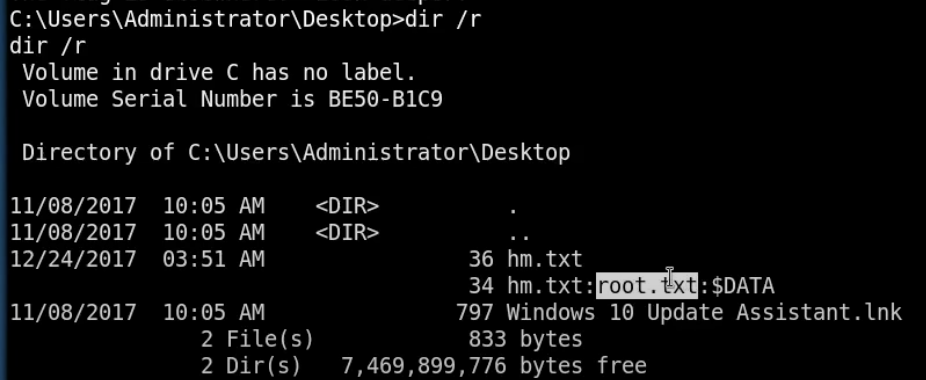 C:\Users\Administrator\Desktop>dir /r
dir /r
 Volume in drive C has no label.
 Volume Serial Number is BE50-B1C9

 Directory of C:\Users\Administrator\Desktop

11/08/2017  10:05 AM    <DIR>          .
11/08/2017  10:05 AM    <DIR>          ..
12/24/2017  03:51 AM                36 hm.txt
                                    34 hm.txt:root.txt:$DATA
11/08/2017  10:05 AM               797 Windows 10 Update Assistant.lnk
               2 File(s)            833 bytes
               2 Dir(s)   7,469,899,776 bytes free